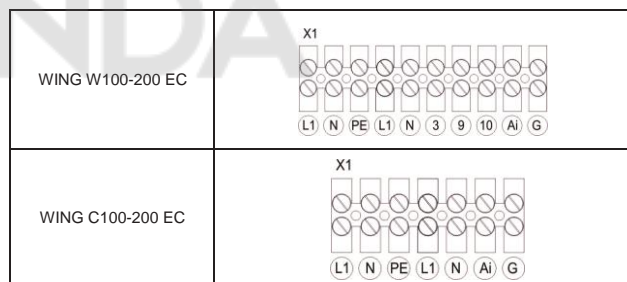 NDA
X1
WING W100-200 EC
L1 N PE L1 N 3 9 10 Ai G
X1
WING C100-200 EC
L1 N PE L1 N Ai G